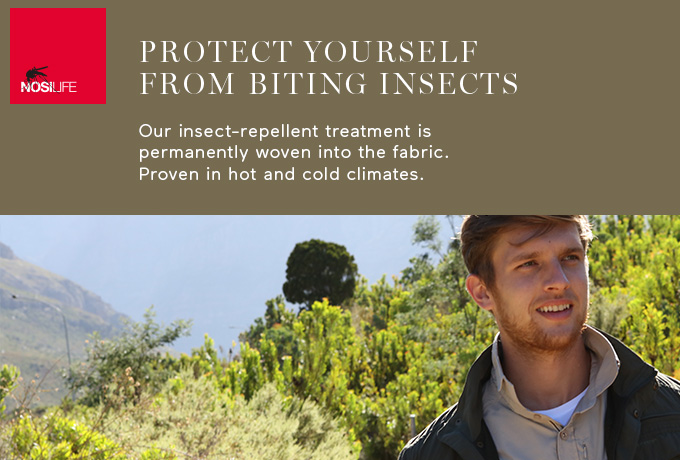 NOSILIFE
PROTECT YOURSELF
FROM BITING INSECTS
Our insect-repellent treatment is
permanently woven into the fabric.
Proven in hot and cold climates.